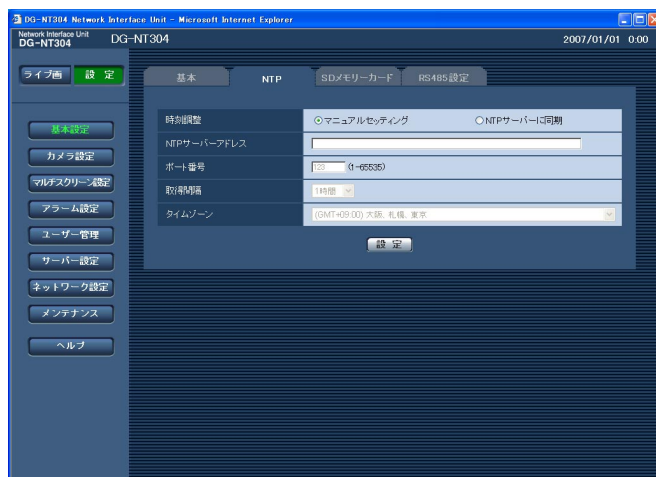 DG-NT304 Network Interface Unit - Microsoft Internet Explorer
Network Interface Unit
DG-NT304
DG-NT304
2007/01/01 0:00
ライブ画 設 定
基本 NTP SDメモリーカード RS485設定
基本設定
カメラ設定
マルチスクリーン設定
アラーム設定
ユーザー管理
サーバー設定
ネットワーク設定
メンテナンス
ヘルプ
時刻調整 マニュアルセッティング NTPサーバーに同期
NTPサーバーアドレス
ポート番号 123 (1-65535)
取得間隔 1時間
タイムゾーン (GMT+09:00) 大阪, 札幌, 東京
設 定